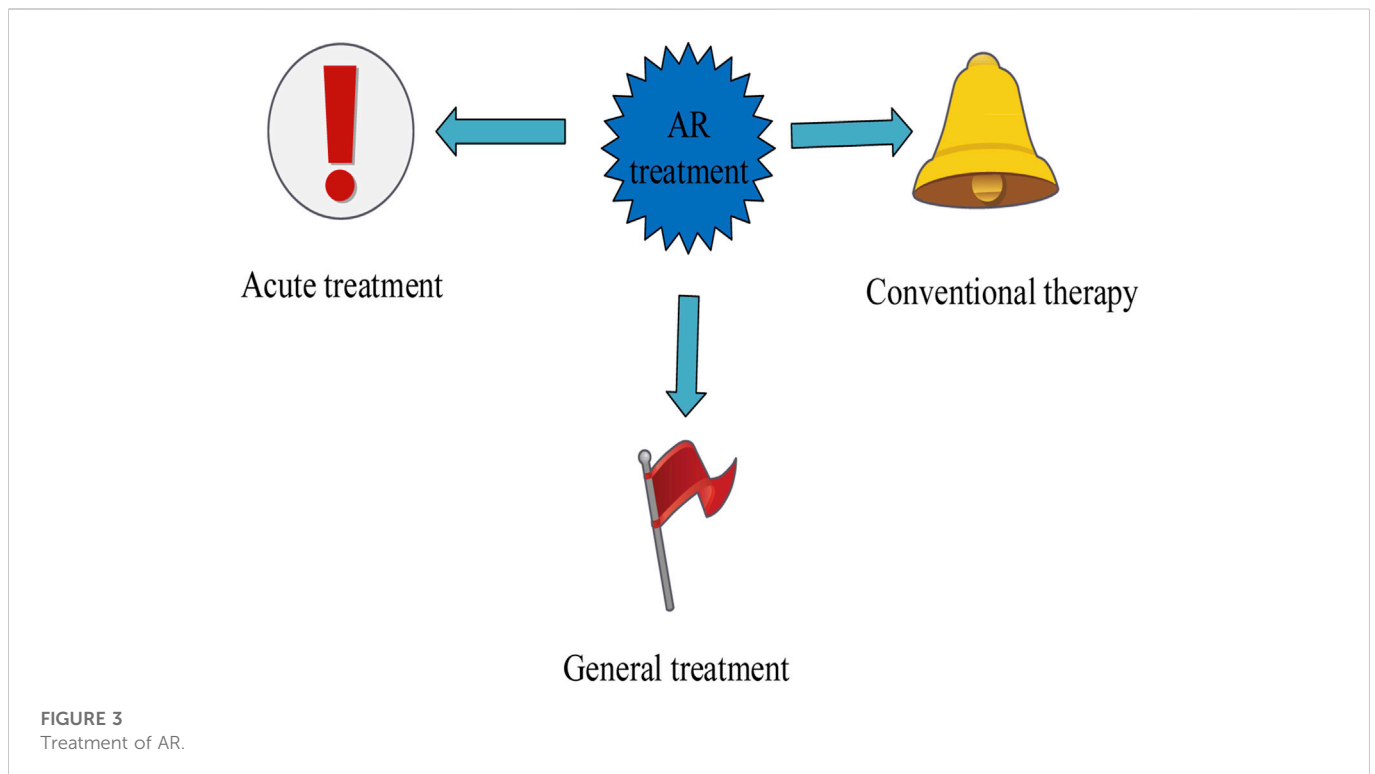 AR
treatment
Acute treatment
Conventional therapy
General treatment
FIGURE 3
Treatment of AR.